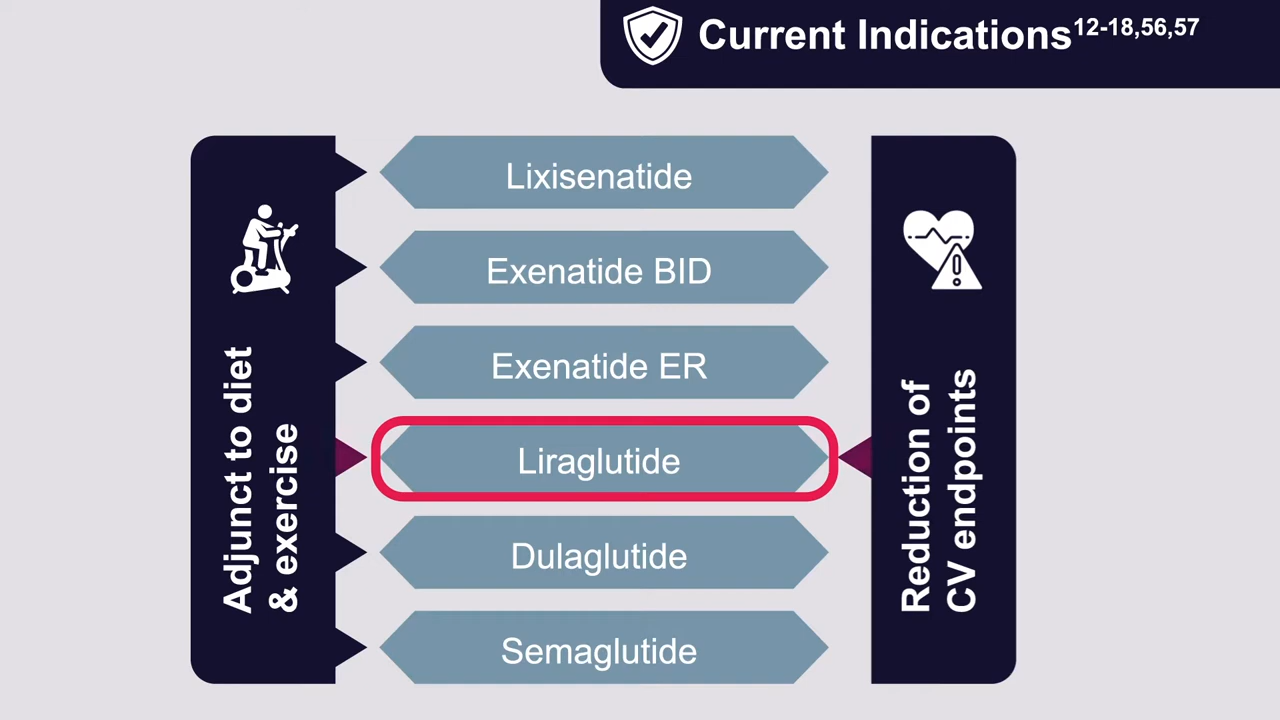 Current Indications12-18,56,57
Adjunct to diet
& exercise
Lixisenatide
Exenatide BID
Exenatide ER
Liraglutide
Dulaglutide
Semaglutide
Reduction of
CV endpoints